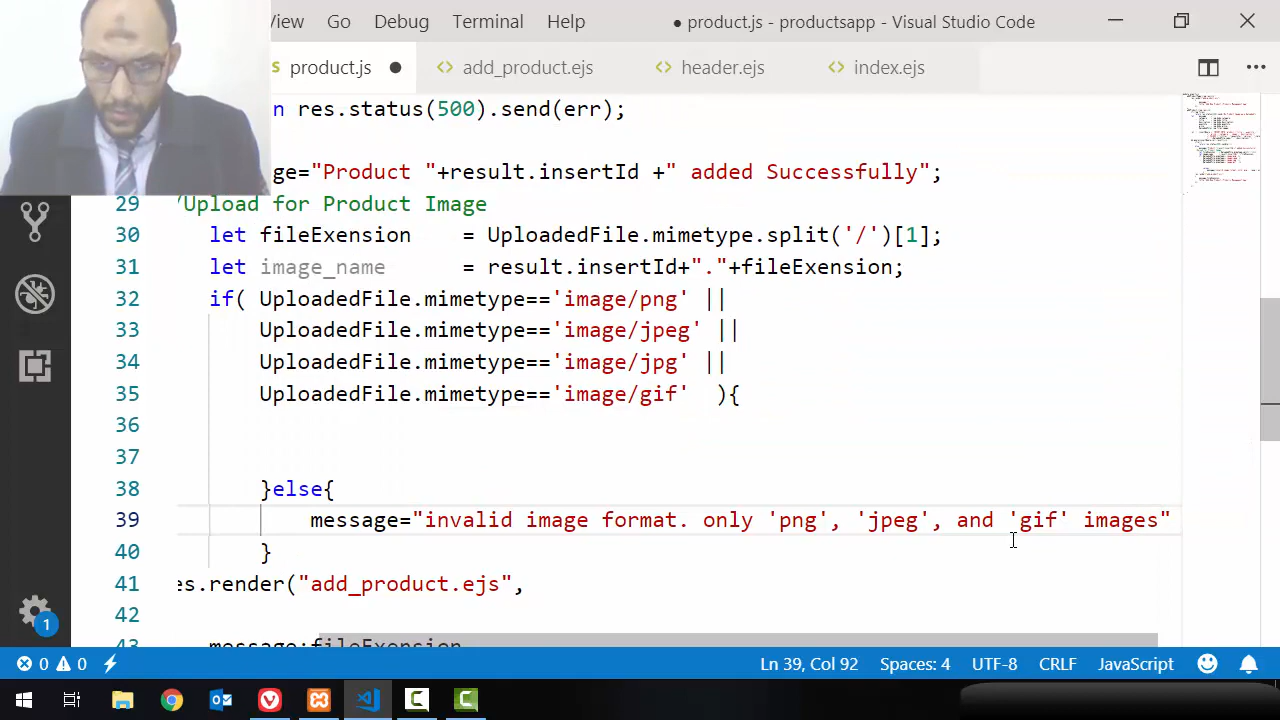 View Go Debug Terminal Help ● product.js - productsapp - Visual Studio Code
product.js ● <> add_product.ejs <> header.ejs <> index.ejs ...
n res.status(500).send(err);
ge="Product "+result.insertId +" added Successfully";
29 /Upload for Product Image
30 let fileExension = UploadedFile.mimetype.split('/')[1];
31 let image_name = result.insertId+"."+fileExension;
32 if( UploadedFile.mimetype=='image/png' ||
33 UploadedFile.mimetype=='image/jpeg' ||
34 UploadedFile.mimetype=='image/jpg' ||
35 UploadedFile.mimetype=='image/gif' ){
36
37
38 }else{
39 message="invalid image format. only 'png', 'jpeg', and 'gif' images"
40 }
41 es.render("add_product.ejs",
42
43 message:fileExension
1
0 0 Ln 39, Col 92 Spaces: 4 UTF-8 CRLF JavaScript